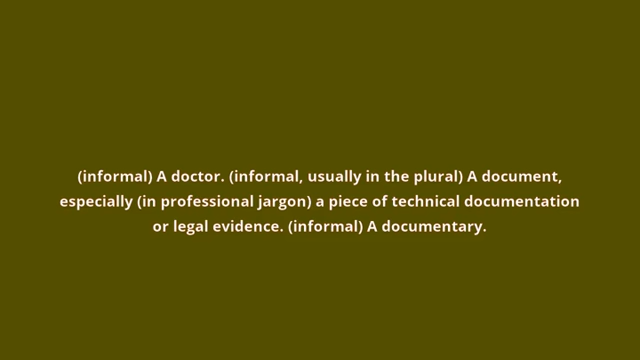 (informal) A doctor. (informal, usually in the plural) A document,
especially (in professional jargon) a piece of technical documentation
or legal evidence. (informal) A documentary.